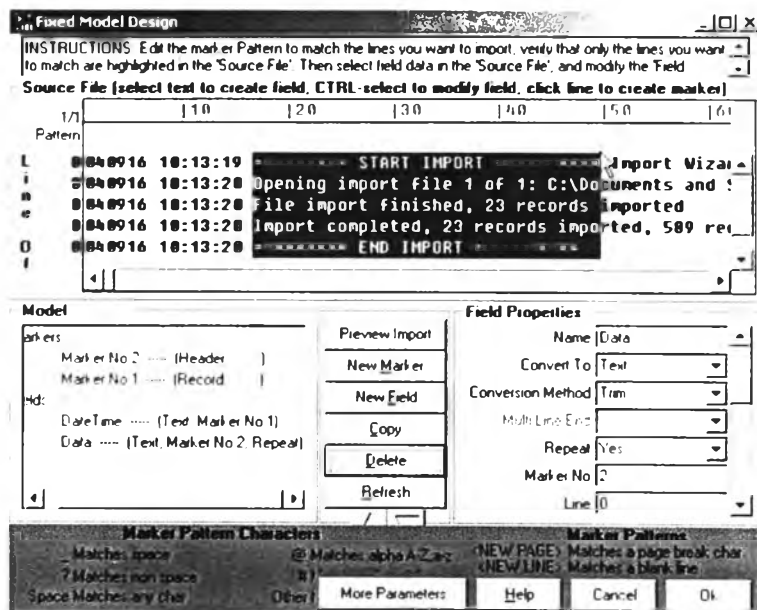 Fixed Model Design
INSTRUCTIONS Edit the marker Pattern to match the lines you want to import, verify that only the lines you want
to match are highlighted in the 'Source File'. Then select field data in the 'Source File', and modify the 'Field
Source File (select text to create field, CTRL-select to modify field, click line to create marker)
1/1 |10 |20 |30 |40 |50 |6
Pattern
Line Of
040916 10:13:19 START IMPORT Import Wizar
040916 10:13:20 Opening import file 1 of 1: C:\Documents and S
040916 10:13:20 File import finished, 23 records imported
040916 10:13:20 Import completed, 23 records imported, 589 rec
040916 10:13:20 END IMPORT
Model
arkers
Marker No 2 ---- (Header )
Marker No 1 ---- (Record )
eld:
DateTime ---- (Text, Marker No 1)
Data ---- (Text, Marker No 2, Repeat)
Preview Import
New Marker
New Field
Copy
Delete
Refresh
Field Properties
Name Data
Convert To Text
Conversion Method Trim
Multi Line End
Repeat Yes
Marker No 2
Line 0
Marker Pattern Characters
_ Matches space
? Matches non space
Space Matches any char
@ Matches alpha A-Z,a-z
Other
Marker Patterns
<NEW PAGE> Matches a page break char
<NEW LINE> Matches a blank line
More Parameters
Help
Cancel
Ok